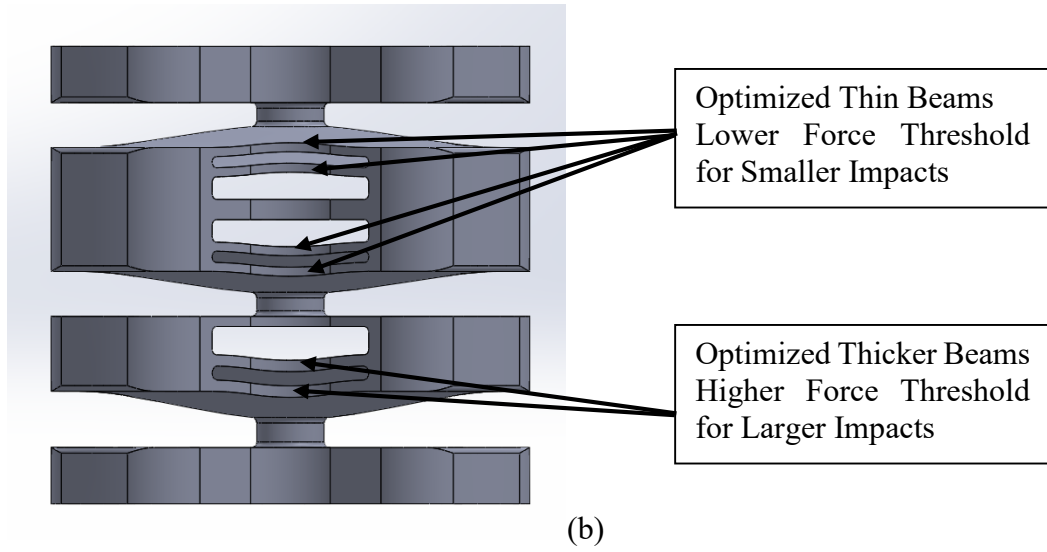 Optimized Thin Beams
Lower Force Threshold
for Smaller Impacts
Optimized Thicker Beams
Higher Force Threshold
for Larger Impacts
(b)